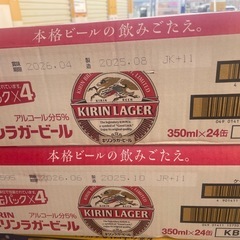 本格ビールの飲みごたえ。
2026.04 2025.08 JK+11
パック×4
アルコール分5%
KIRIN LAGER
リンラガービール
350ml×24缶
本格ビールの飲みごたえ。
2026.06 2025.10 JR+11
パック×4
アルコール分5%
KIRIN LAGER
キリンラガービール
350ml×24缶
KB